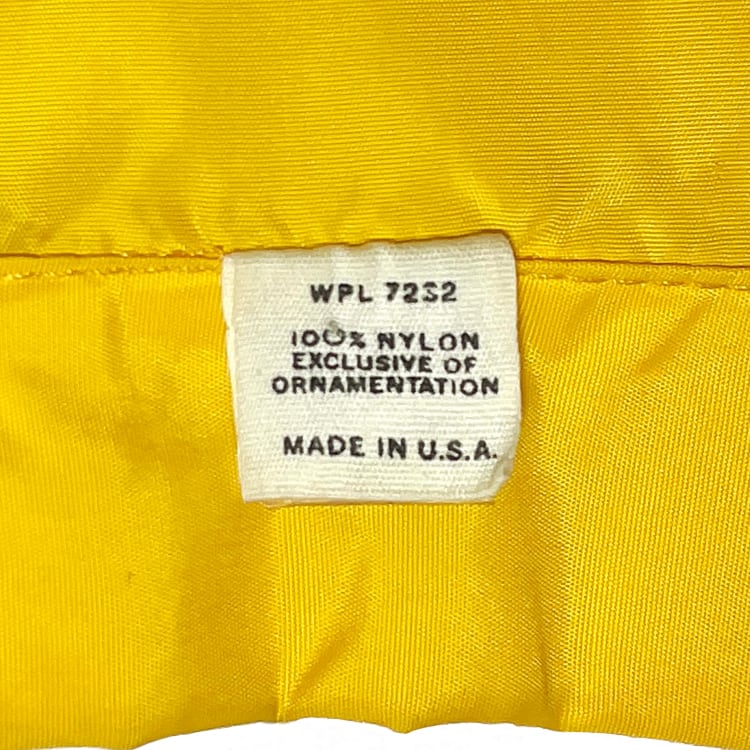 WPL 7232
100% NYLON
EXCLUSIVE OF
ORNAMENTATION
MADE IN U.S.A.